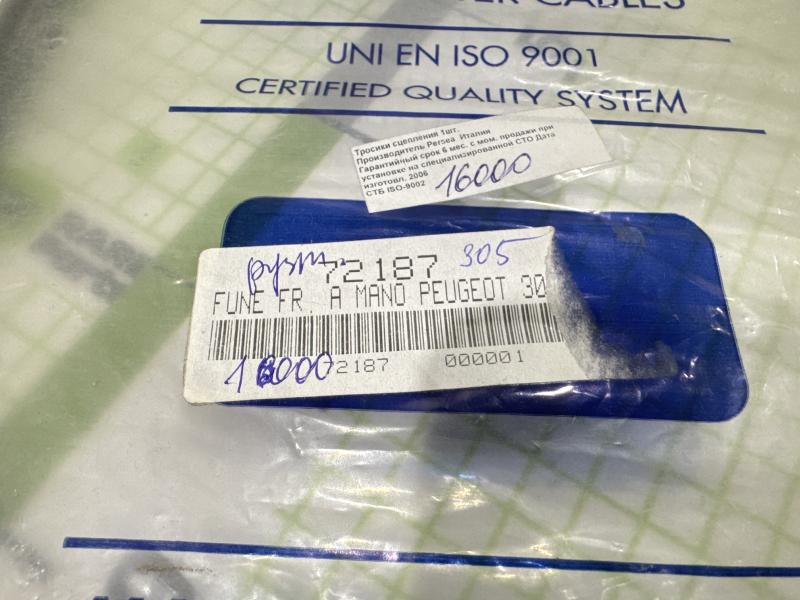 CABLES
UNI EN ISO 9001
CERTIFIED QUALITY SYSTEM
Тросики сцепления 1шт.
Производитель Persea Италия
Гарантийный срок 6 мес. с мом. продажи при
установке на специализированной СТО Дата
изготовл. 2006
СТБ ISO-9002
16000
72187 305
FUNE FR. A MANO PEUGEOT 30
16000 72187 000001